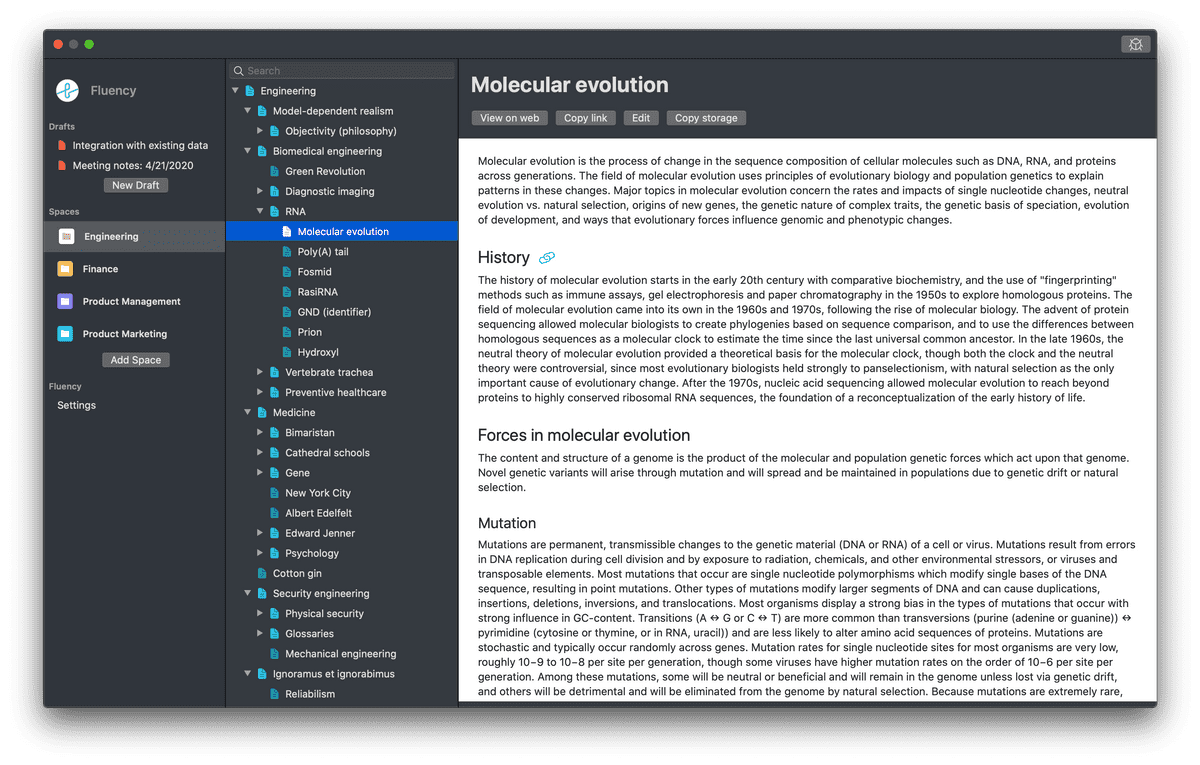 Fluency
Drafts
Integration with existing data
Meeting notes: 4/21/2020
New Draft
Spaces
Engineering
Finance
Product Management
Product Marketing
Add Space
Fluency
Settings
Search
Engineering
Model-dependent realism
Objectivity (philosophy)
Biomedical engineering
Green Revolution
Diagnostic imaging
RNA
Molecular evolution
Poly(A) tail
Fosmid
RasiRNA
GND (identifier)
Prion
Hydroxyl
Vertebrate trachea
Preventive healthcare
Medicine
Bimaristan
Cathedral schools
Gene
New York City
Albert Edelfelt
Edward Jenner
Psychology
Cotton gin
Security engineering
Physical security
Glossaries
Mechanical engineering
Ignoramus et ignorabimus
Reliabilism
Molecular evolution
View on web Copy link Edit Copy storage
Molecular evolution is the process of change in the sequence composition of cellular molecules such as DNA, RNA, and proteins
across generations. The field of molecular evolution uses principles of evolutionary biology and population genetics to explain
patterns in these changes. Major topics in molecular evolution concern the rates and impacts of single nucleotide changes, neutral
evolution vs. natural selection, origins of new genes, the genetic nature of complex traits, the genetic basis of speciation, evolution
of development, and ways that evolutionary forces influence genomic and phenotypic changes.
History
The history of molecular evolution starts in the early 20th century with comparative biochemistry, and the use of "fingerprinting"
methods such as immune assays, gel electrophoresis and paper chromatography in the 1950s to explore homologous proteins. The
field of molecular evolution came into its own in the 1960s and 1970s, following the rise of molecular biology. The advent of protein
sequencing allowed molecular biologists to create phylogenies based on sequence comparison, and to use the differences between
homologous sequences as a molecular clock to estimate the time since the last universal common ancestor. In the late 1960s, the
neutral theory of molecular evolution provided a theoretical basis for the molecular clock, though both the clock and the neutral
theory were controversial, since most evolutionary biologists held strongly to panselectionism, with natural selection as the only
important cause of evolutionary change. After the 1970s, nucleic acid sequencing allowed molecular evolution to reach beyond
proteins to highly conserved ribosomal RNA sequences, the foundation of a reconceptualization of the early history of life.
Forces in molecular evolution
The content and structure of a genome is the product of the molecular and population genetic forces which act upon that genome.
Novel genetic variants will arise through mutation and will spread and be maintained in populations due to genetic drift or natural
selection.
Mutation
Mutations are permanent, transmissible changes to the genetic material (DNA or RNA) of a cell or virus. Mutations result from errors
in DNA replication during cell division and by exposure to radiation, chemicals, and other environmental stressors, or viruses and
transposable elements. Most mutations that occur are single nucleotide polymorphisms which modify single bases of the DNA
sequence, resulting in point mutations. Other types of mutations modify larger segments of DNA and can cause duplications,
insertions, deletions, inversions, and translocations. Most organisms display a strong bias in the types of mutations that occur with
strong influence in GC-content. Transitions (A ↔ G or C ↔ T) are more common than transversions (purine (adenine or guanine)) ↔
pyrimidine (cytosine or thymine, or in RNA, uracil)) and are less likely to alter amino acid sequences of proteins. Mutations are
stochastic and typically occur randomly across genes. Mutation rates for single nucleotide sites for most organisms are very low,
roughly 10−9 to 10−8 per site per generation, though some viruses have higher mutation rates on the order of 10−6 per site per
generation. Among these mutations, some will be neutral or beneficial and will remain in the genome unless lost via genetic drift,
and others will be detrimental and will be eliminated from the genome by natural selection. Because mutations are extremely rare,